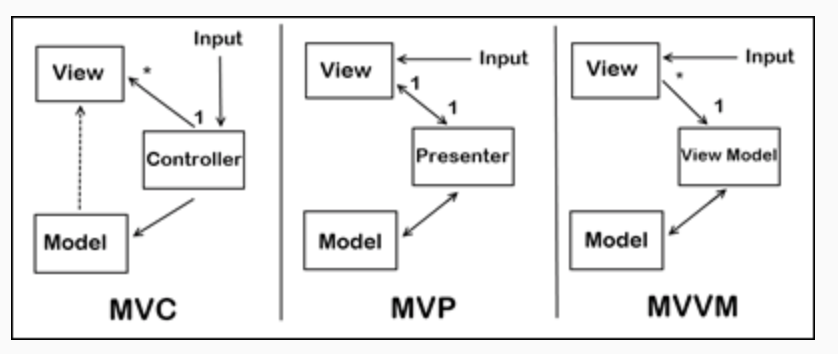 Input
View
*
1
Controller
Model
MVC
Input
View
1
1
Presenter
Model
MVP
Input
View
*
1
View Model
Model
MVVM